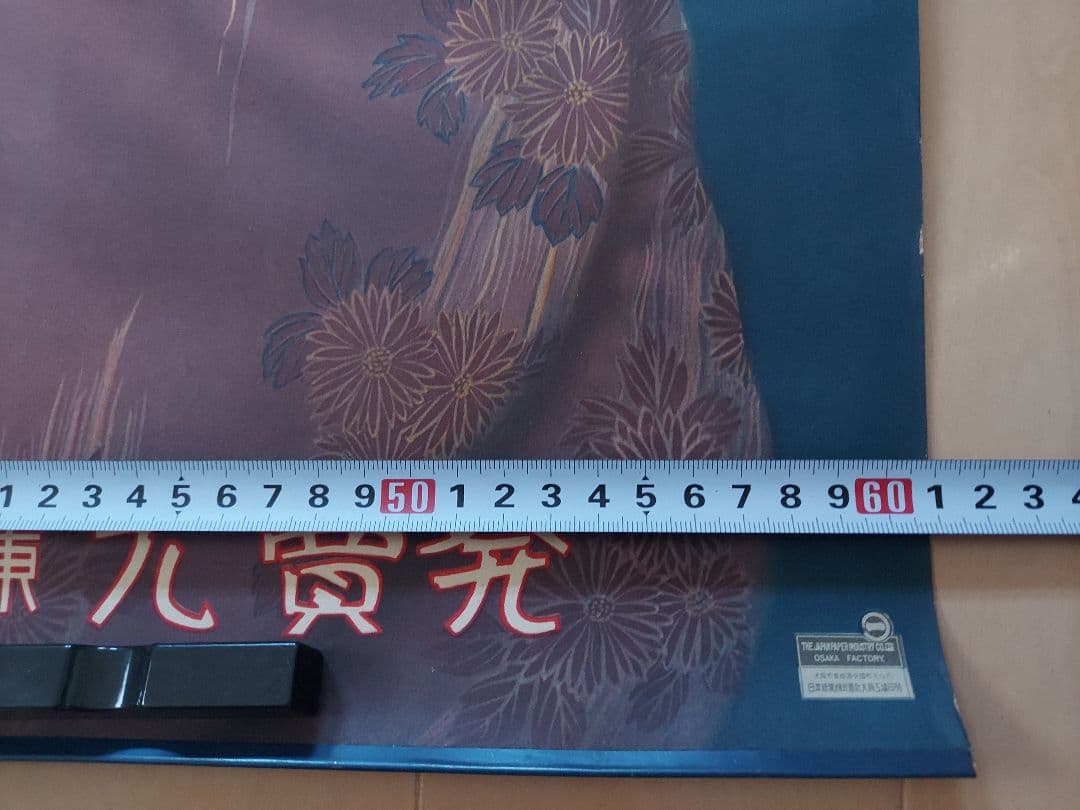 1 2 3 4 5 6 7 8 9 50 1 2 3 4 5 6 7 8 9 60 1 2 3 4
元賣発
THE JAPAN PAPER INDUSTRY CO.,LTD.
OSAKA FACTORY.